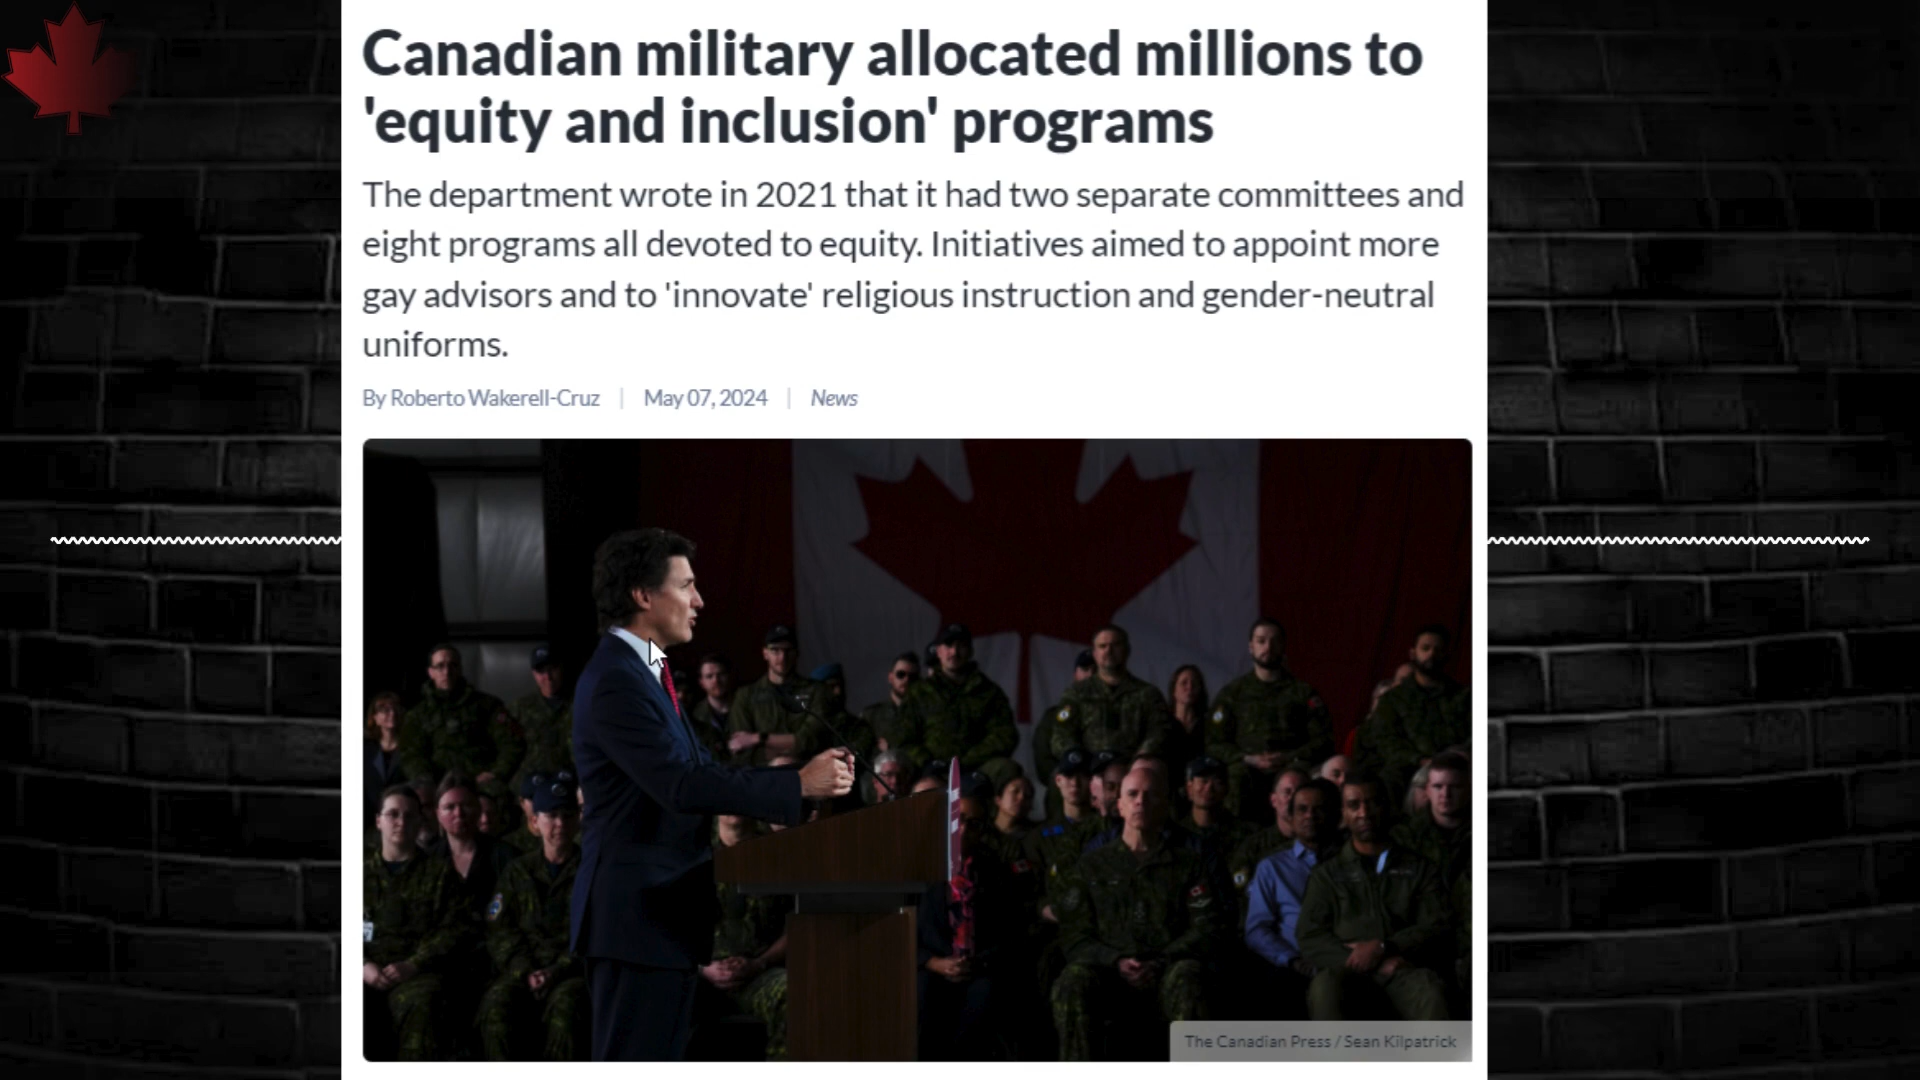 Canadian military allocated millions to
'equity and inclusion' programs
The department wrote in 2021 that it had two separate committees and
eight programs all devoted to equity. Initiatives aimed to appoint more
gay advisors and to 'innovate' religious instruction and gender-neutral
uniforms.
By Roberto Wakerell-Cruz | May 07, 2024 | News
The Canadian Press / Sean Kilpatrick